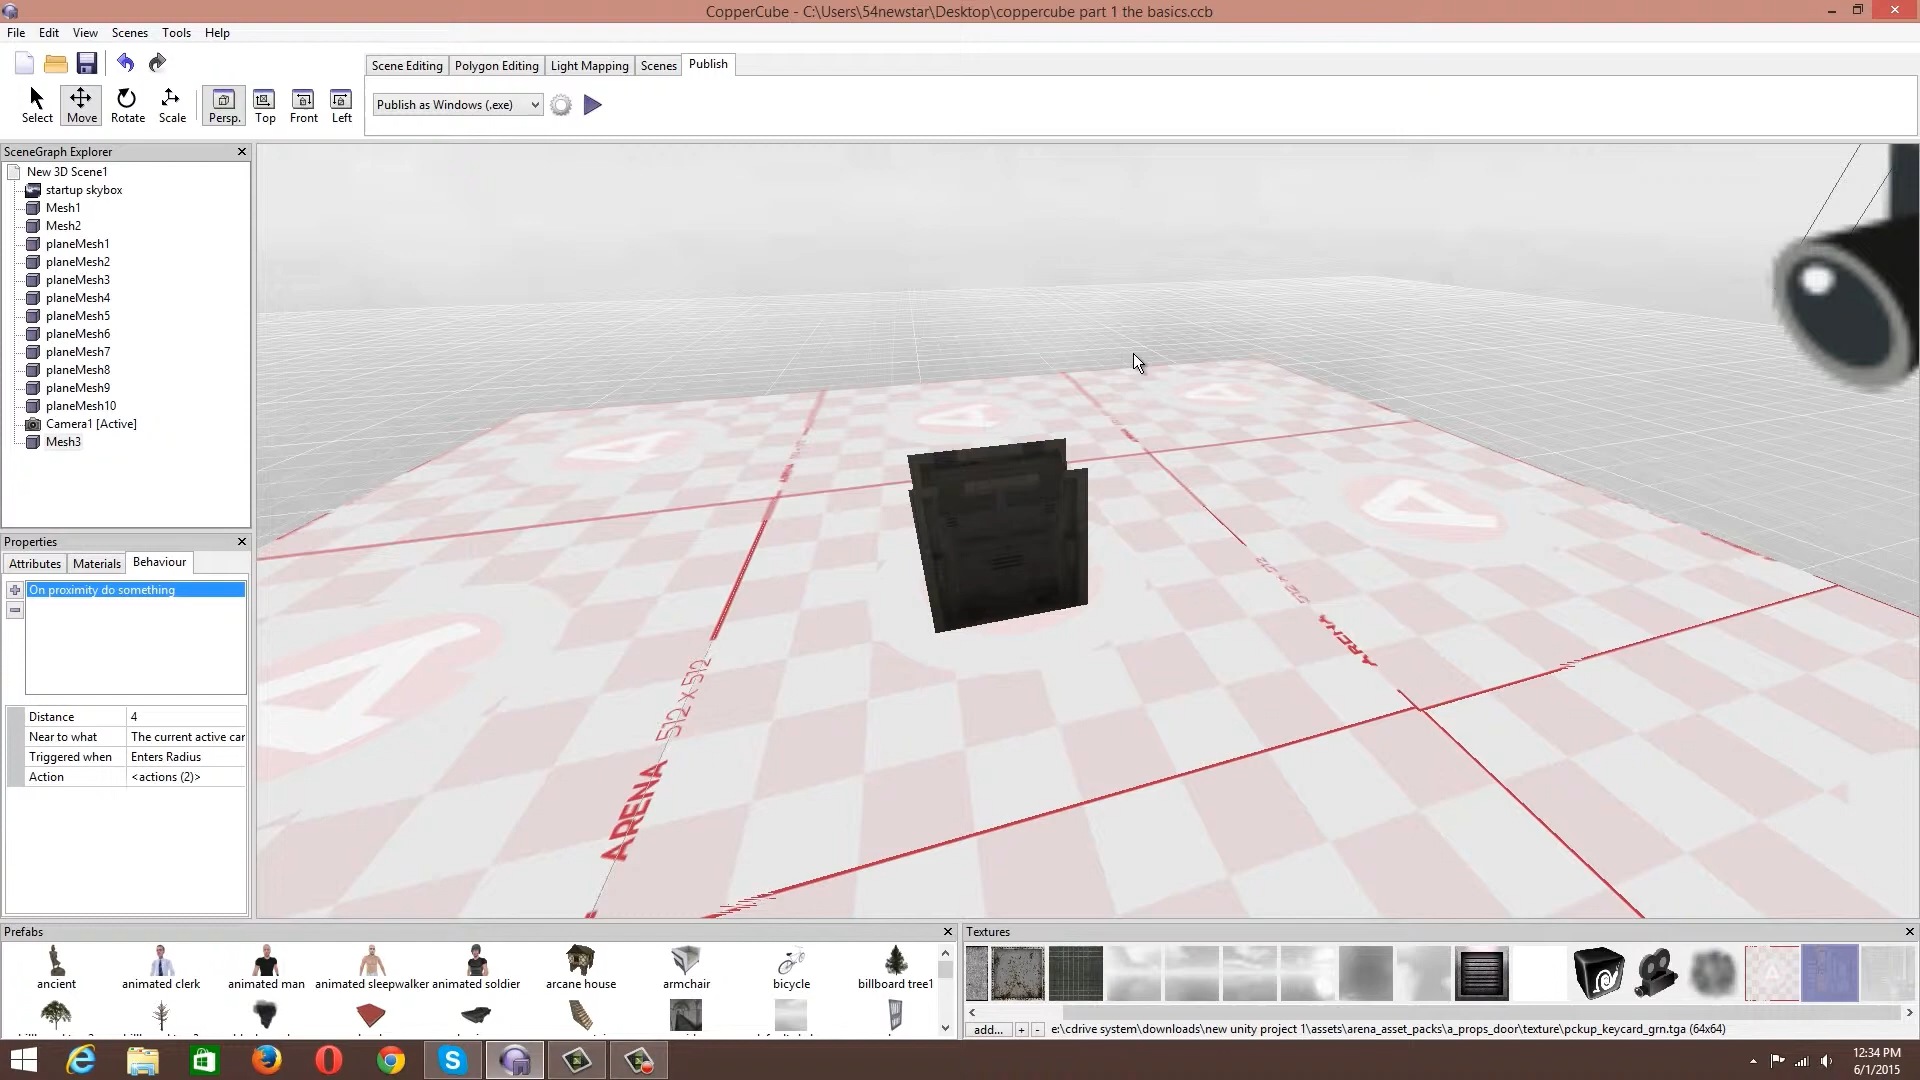 CopperCube - C:\Users\54newstar\Desktop\coppercube part 1 the basics.ccb
File Edit View Scenes Tools Help
Scene Editing Polygon Editing Light Mapping Scenes Publish
Select Move Rotate Scale Persp. Top Front Left
Publish as Windows (.exe)
SceneGraph Explorer
New 3D Scene1
startup skybox
Mesh1
Mesh2
planeMesh1
planeMesh2
planeMesh3
planeMesh4
planeMesh5
planeMesh6
planeMesh7
planeMesh8
planeMesh9
planeMesh10
Camera1 [Active]
Mesh3
Properties
Attributes Materials Behaviour
On proximity do something
Distance 4
Near to what The current active car
Triggered when Enters Radius
Action <actions (2)>
ARENA 512 x 512
ARENA 512 x 512
Prefabs
ancient animated clerk animated man animated sleepwalker animated soldier arcane house armchair bicycle billboard tree1
Textures
add... + - e:\cdrive system\downloads\new unity project 1\assets\arena_asset_packs\a_props_door\texture\pckup_keycard_grn.tga (64x64)
12:34 PM
6/1/2015